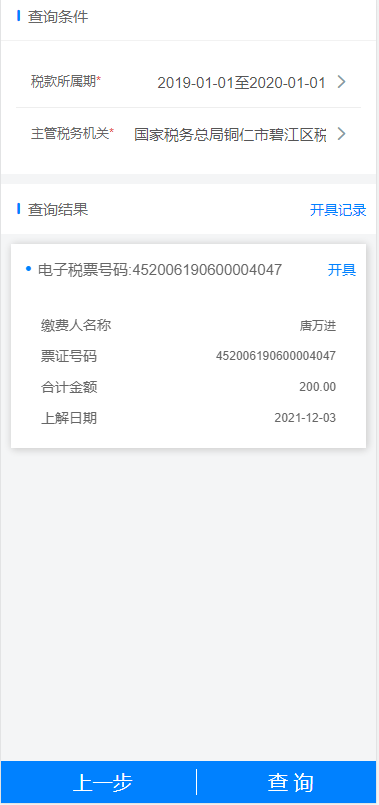 查询条件
税款所属期* 2019-01-01至2020-01-01
主管税务机关* 国家税务总局铜仁市碧江区税
查询结果 开具记录
电子税票号码:452006190600004047 开具
缴费人名称 唐万进
票证号码 452006190600004047
合计金额 200.00
上解日期 2021-12-03
上一步 查 询